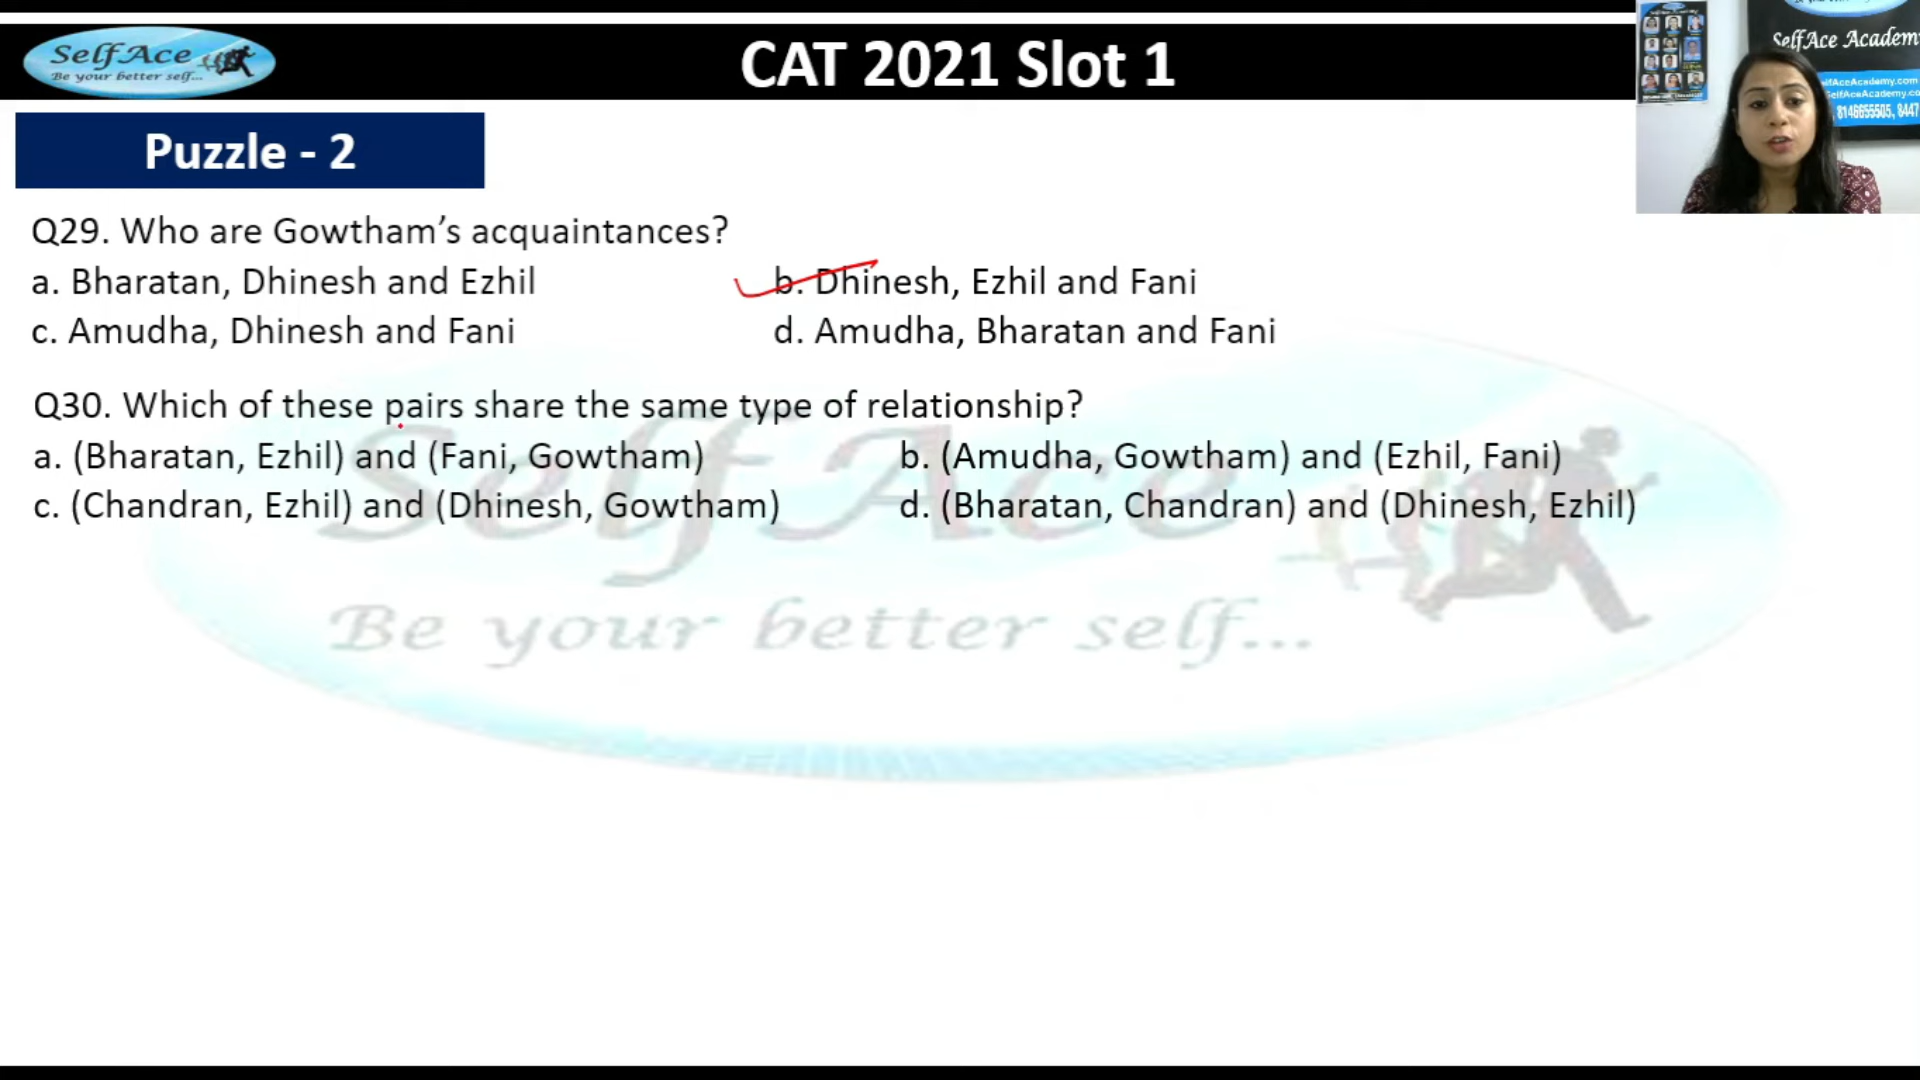 SelfAce
Be your better self...
CAT 2021 Slot 1
SelfAce Academy
8146655505, 8447
Puzzle - 2
Q29. Who are Gowtham’s acquaintances?
a. Bharatan, Dhinesh and Ezhil
b. Dhinesh, Ezhil and Fani
c. Amudha, Dhinesh and Fani
d. Amudha, Bharatan and Fani
Q30. Which of these pairs share the same type of relationship?
a. (Bharatan, Ezhil) and (Fani, Gowtham)
b. (Amudha, Gowtham) and (Ezhil, Fani)
c. (Chandran, Ezhil) and (Dhinesh, Gowtham)
d. (Bharatan, Chandran) and (Dhinesh, Ezhil)
Self Ace
Be your better self...